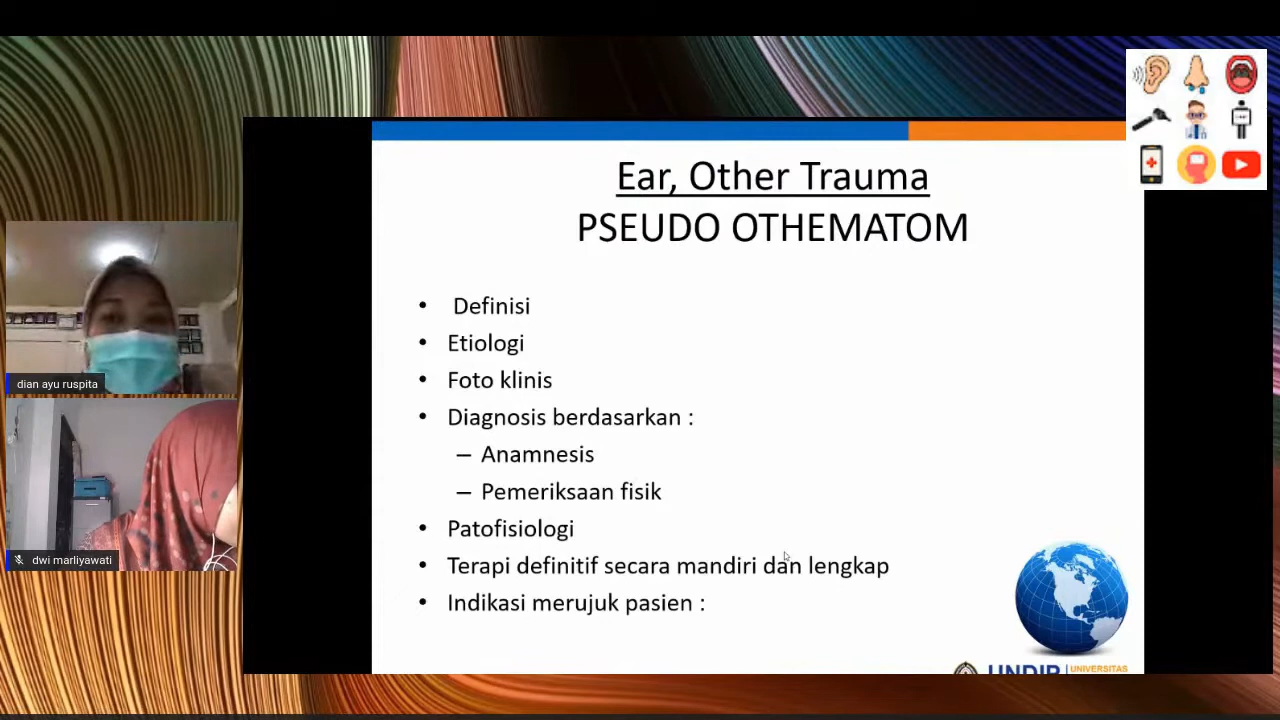 Ear, Other Trauma
PSEUDO OTHEMATOM
• Definisi
• Etiologi
• Foto klinis
• Diagnosis berdasarkan :
– Anamnesis
– Pemeriksaan fisik
• Patofisiologi
• Terapi definitif secara mandiri dan lengkap
• Indikasi merujuk pasien :
UNDIP UNIVERSITAS
dian ayu ruspita
dwi marliyawati